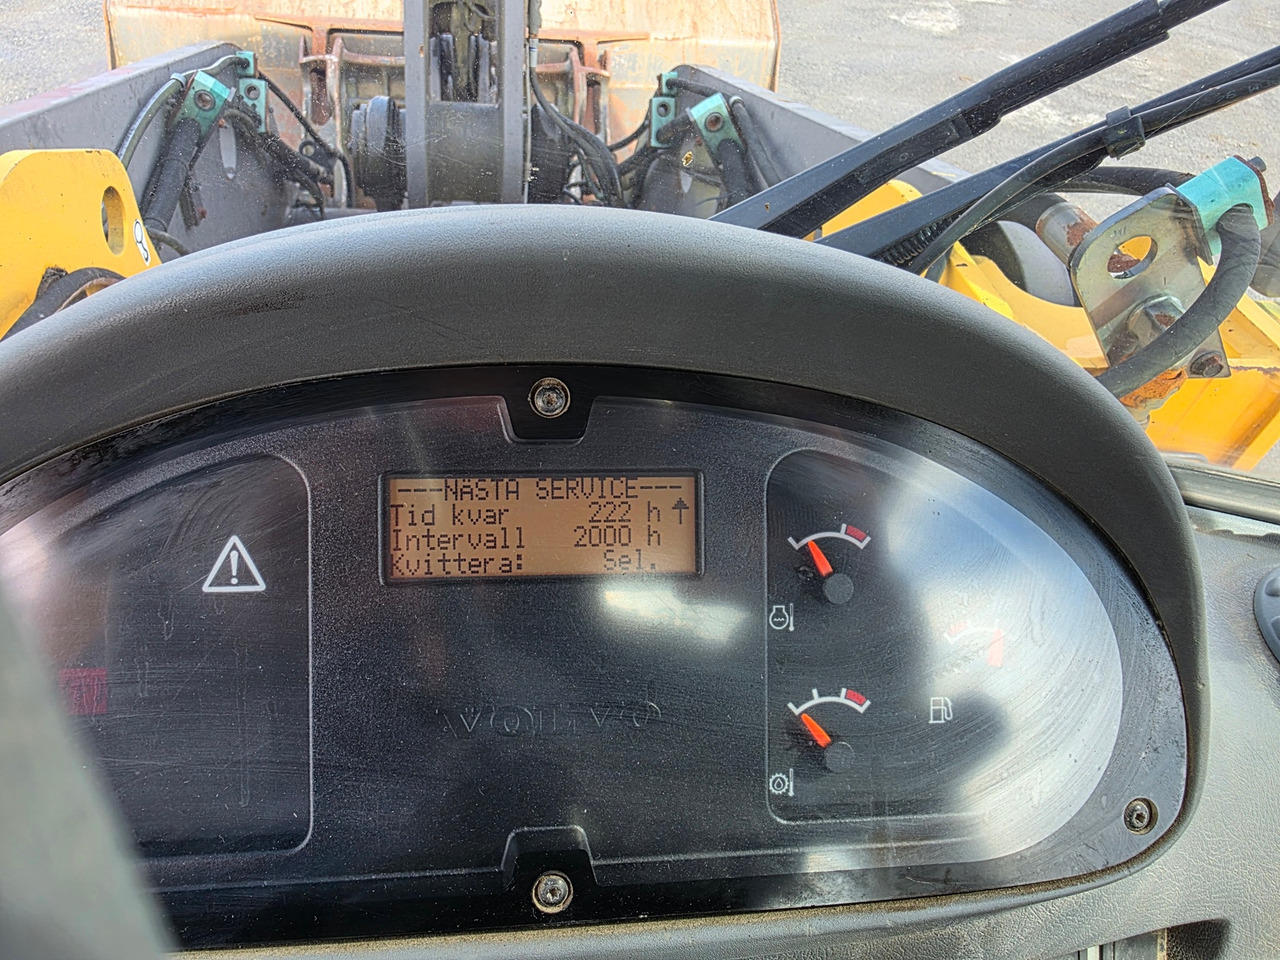 ---NÄSTA SERVICE---
Tid kvar 222 h ↑
Intervall 2000 h
Kvittera: Sel.
VOLVO